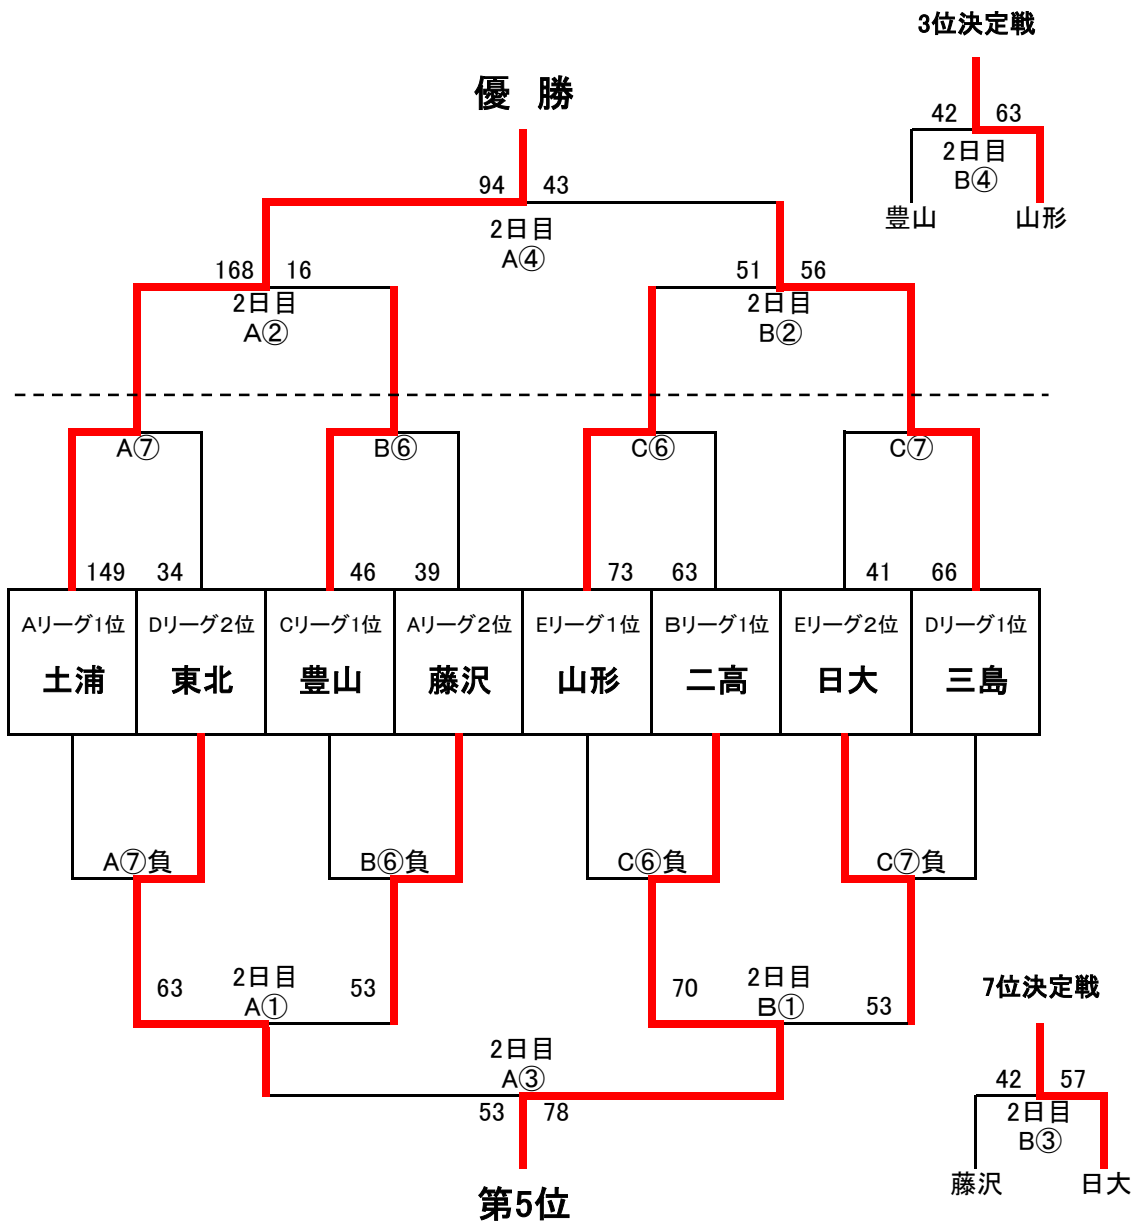 3位決定戦
優 勝
42 63
2日目
B④
豊山 山形
94 43
2日目
A④
168 16
2日目
A②
51 56
2日目
B②
A⑦ B⑥ C⑥ C⑦
149 34 46 39 73 63 41 66
Aリーグ1位 Dリーグ2位 Cリーグ1位 Aリーグ2位 Eリーグ1位 Bリーグ1位 Eリーグ2位 Dリーグ1位
土浦 東北 豊山 藤沢 山形 二高 日大 三島
A⑦負 B⑥負 C⑥負 C⑦負
63 2日目 53
A①
70 2日目 53
B①
7位決定戦
2日目
A③
53 78
42 57
2日目
B③
藤沢 日大
第5位